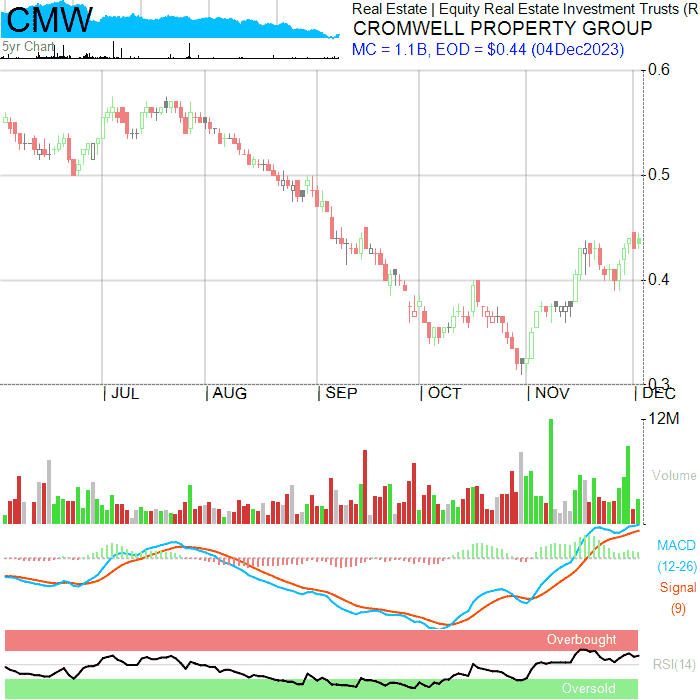 CMW
5yr Chart
Real Estate | Equity Real Estate Investment Trusts (R
CROMWELL PROPERTY GROUP
MC = 1.1B, EOD = $0.44 (04Dec2023)
0.6
0.5
0.4
0.3
JUL AUG SEP OCT NOV DEC
12M
Volume
MACD
(12-26)
Signal
(9)
Overbought
RSI(14)
Oversold